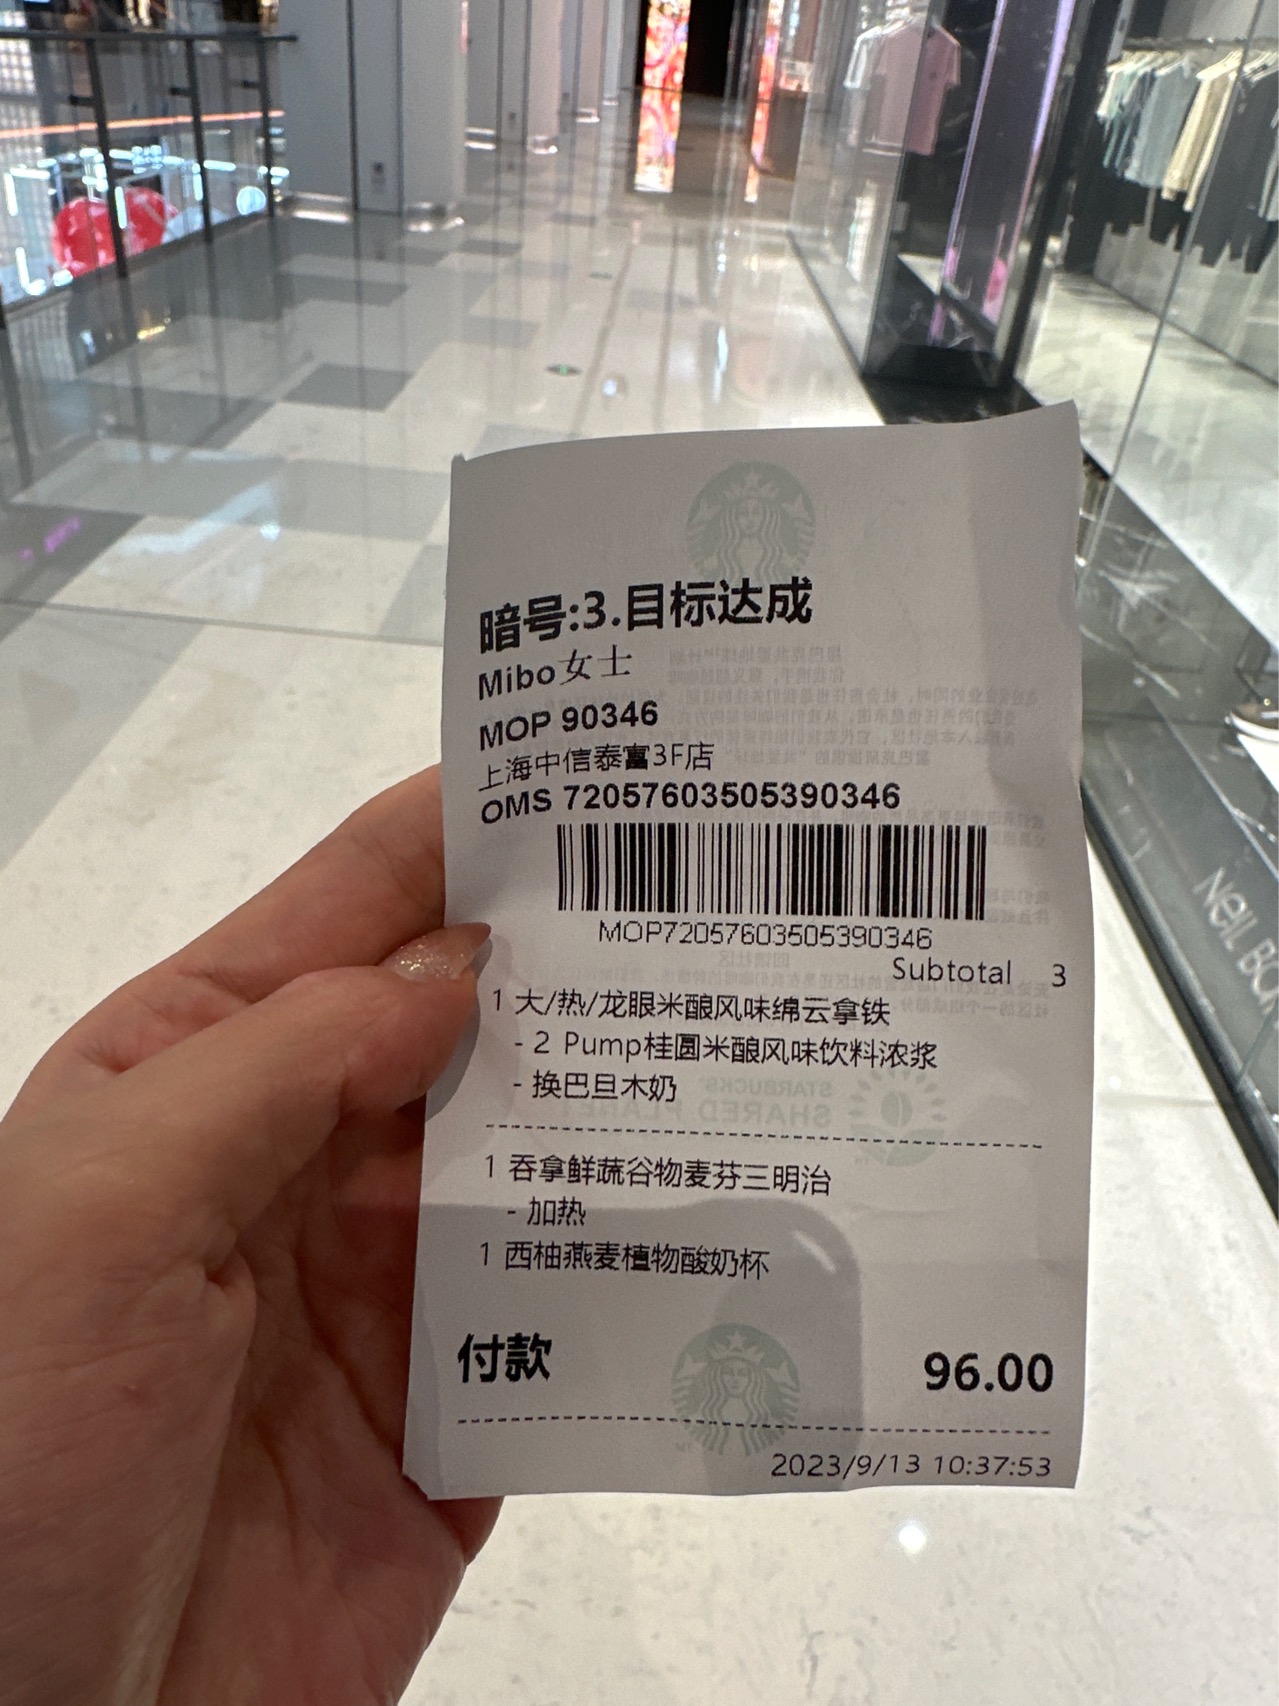 暗号:3.目标达成
Mibo女士
MOP 90346
上海中信泰富3F店
OMS 72057603505390346
MOP72057603505390346
Subtotal 3
1 大/热/龙眼米酿风味绵云拿铁
- 2 Pump桂圆米酿风味饮料浓浆
- 换巴旦木奶
1 吞拿鲜蔬谷物麦芬三明治
- 加热
1 西柚燕麦植物酸奶杯
付款 96.00
2023/9/13 10:37:53
STARBUCKS
SHARED PLANET
NEIL